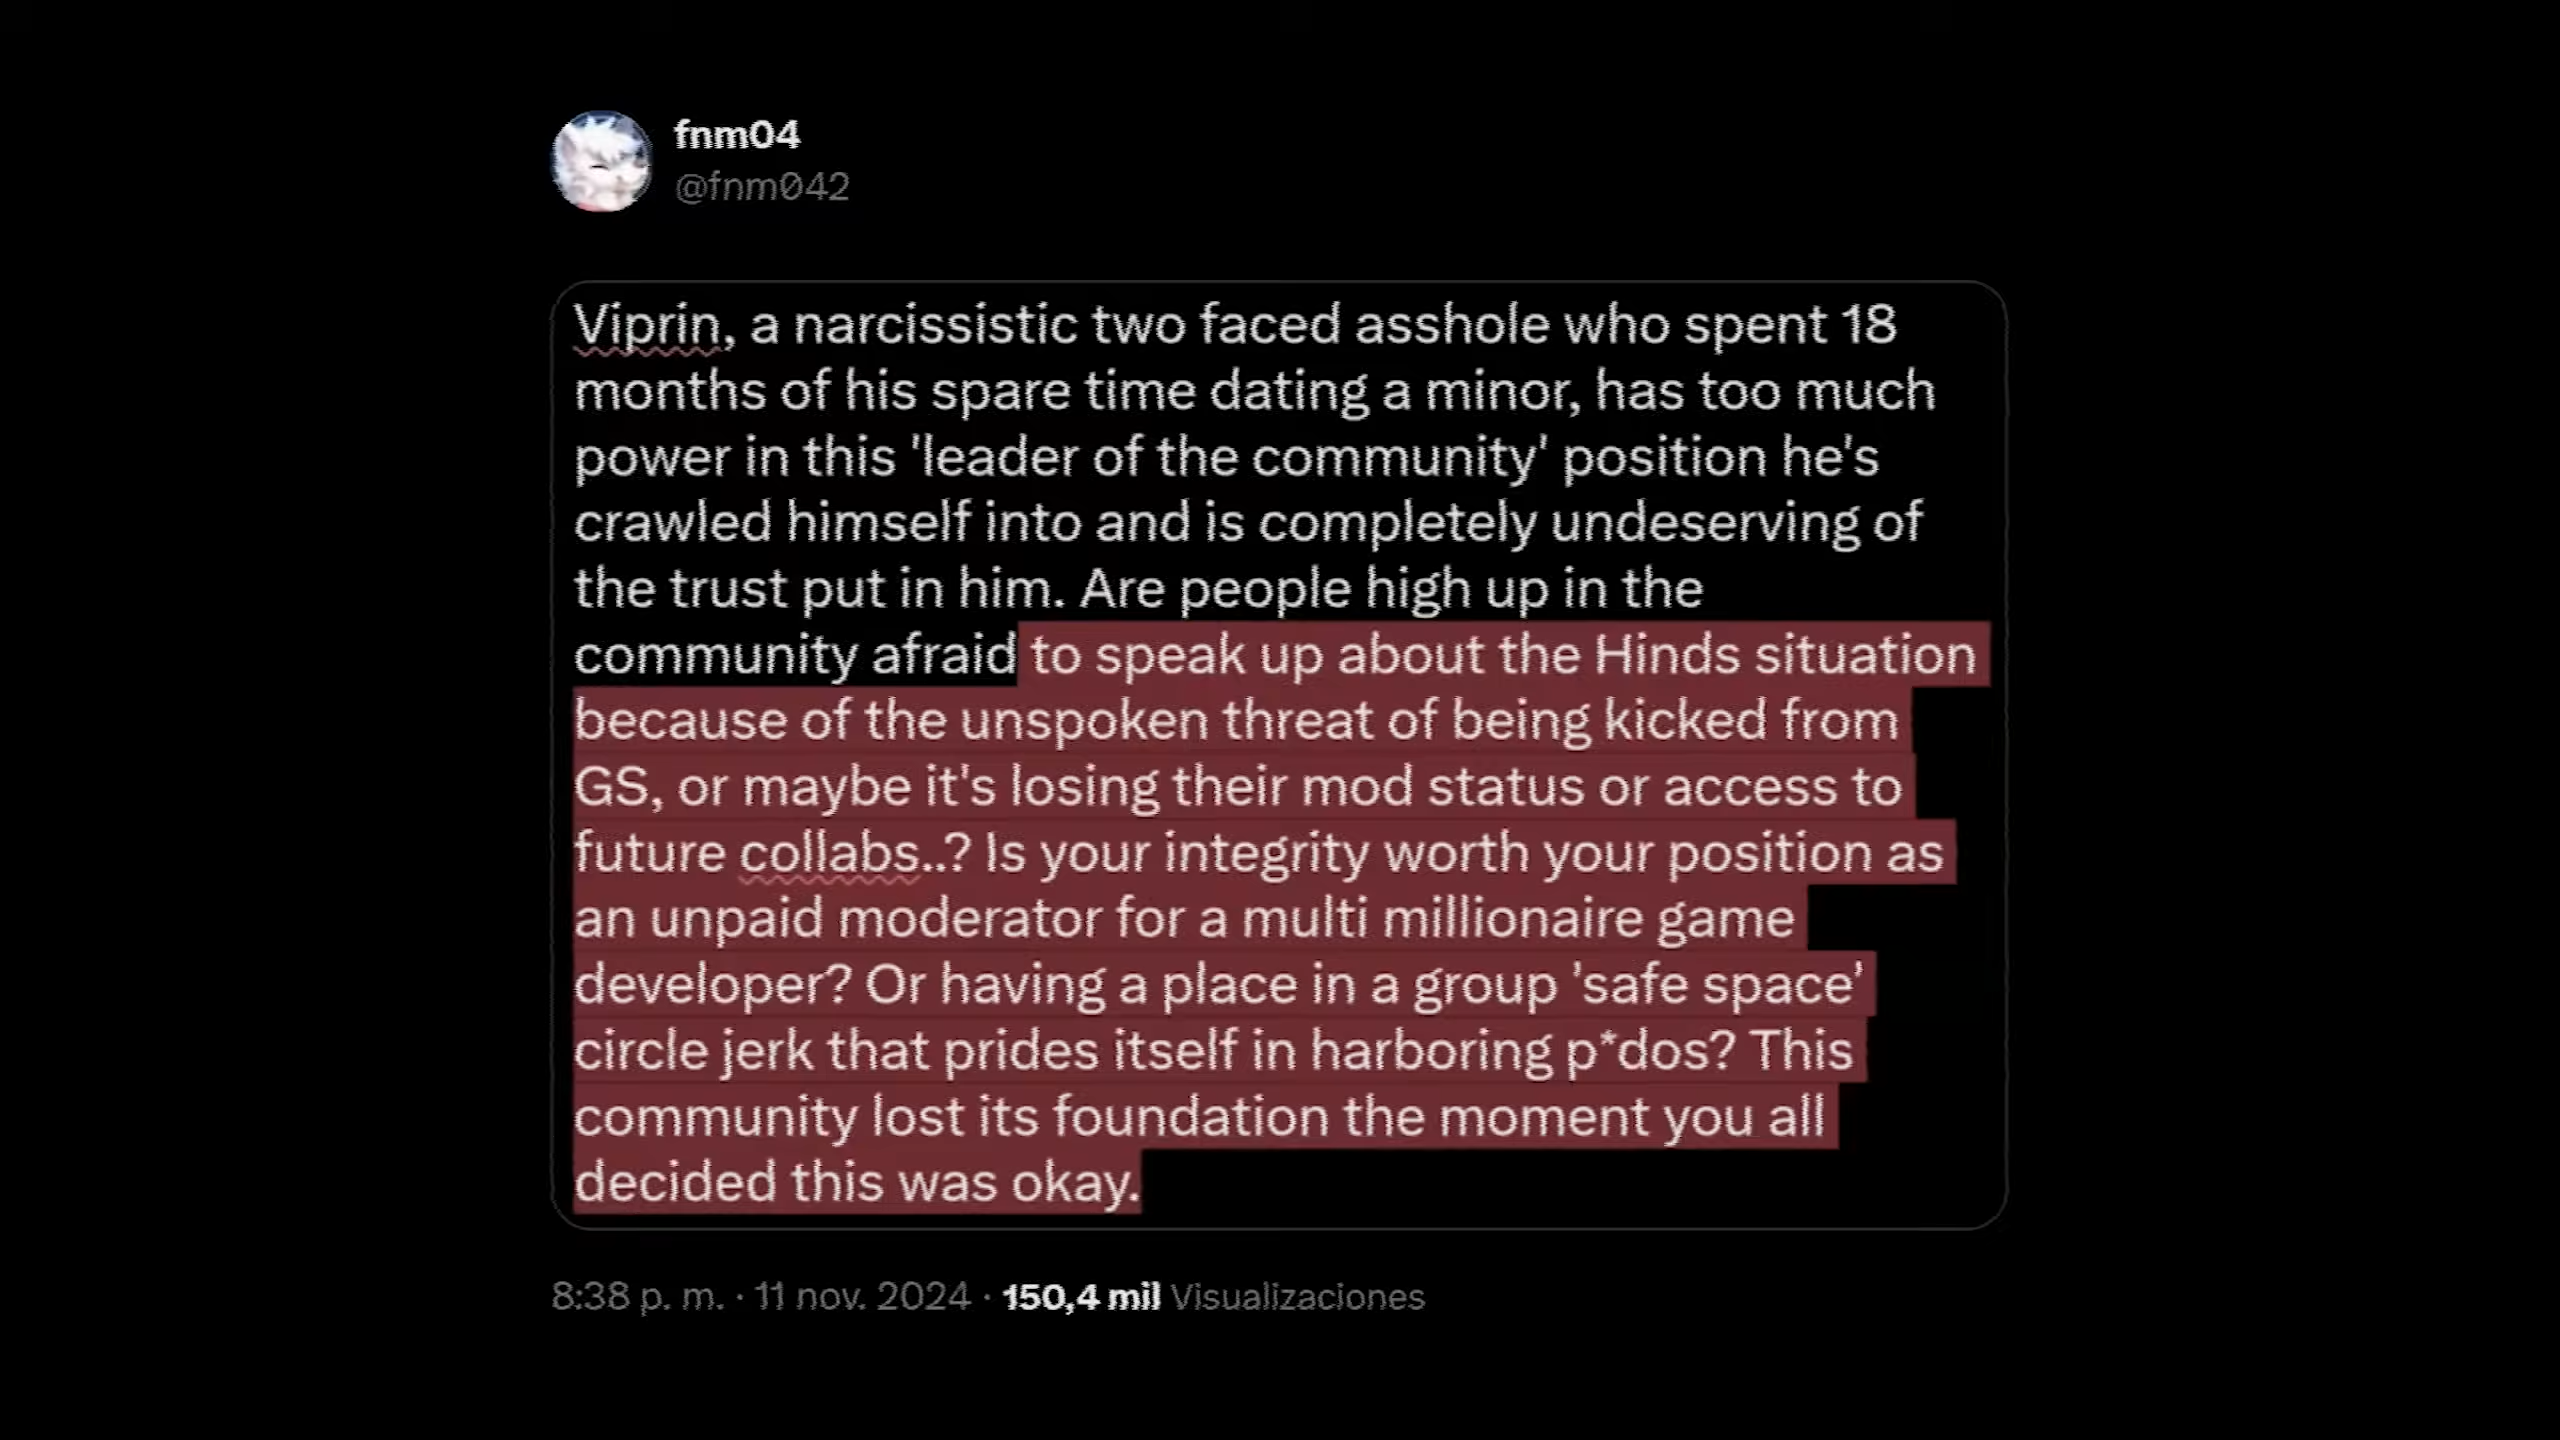 fnm04
@fnm042
Viprin, a narcissistic two faced asshole who spent 18
months of his spare time dating a minor, has too much
power in this 'leader of the community' position he's
crawled himself into and is completely undeserving of
the trust put in him. Are people high up in the
community afraid to speak up about the Hinds situation
because of the unspoken threat of being kicked from
GS, or maybe it's losing their mod status or access to
future collabs..? Is your integrity worth your position as
an unpaid moderator for a multi millionaire game
developer? Or having a place in a group 'safe space'
circle jerk that prides itself in harboring p*dos? This
community lost its foundation the moment you all
decided this was okay.
8:38 p. m. · 11 nov. 2024 · 150,4 mil Visualizaciones